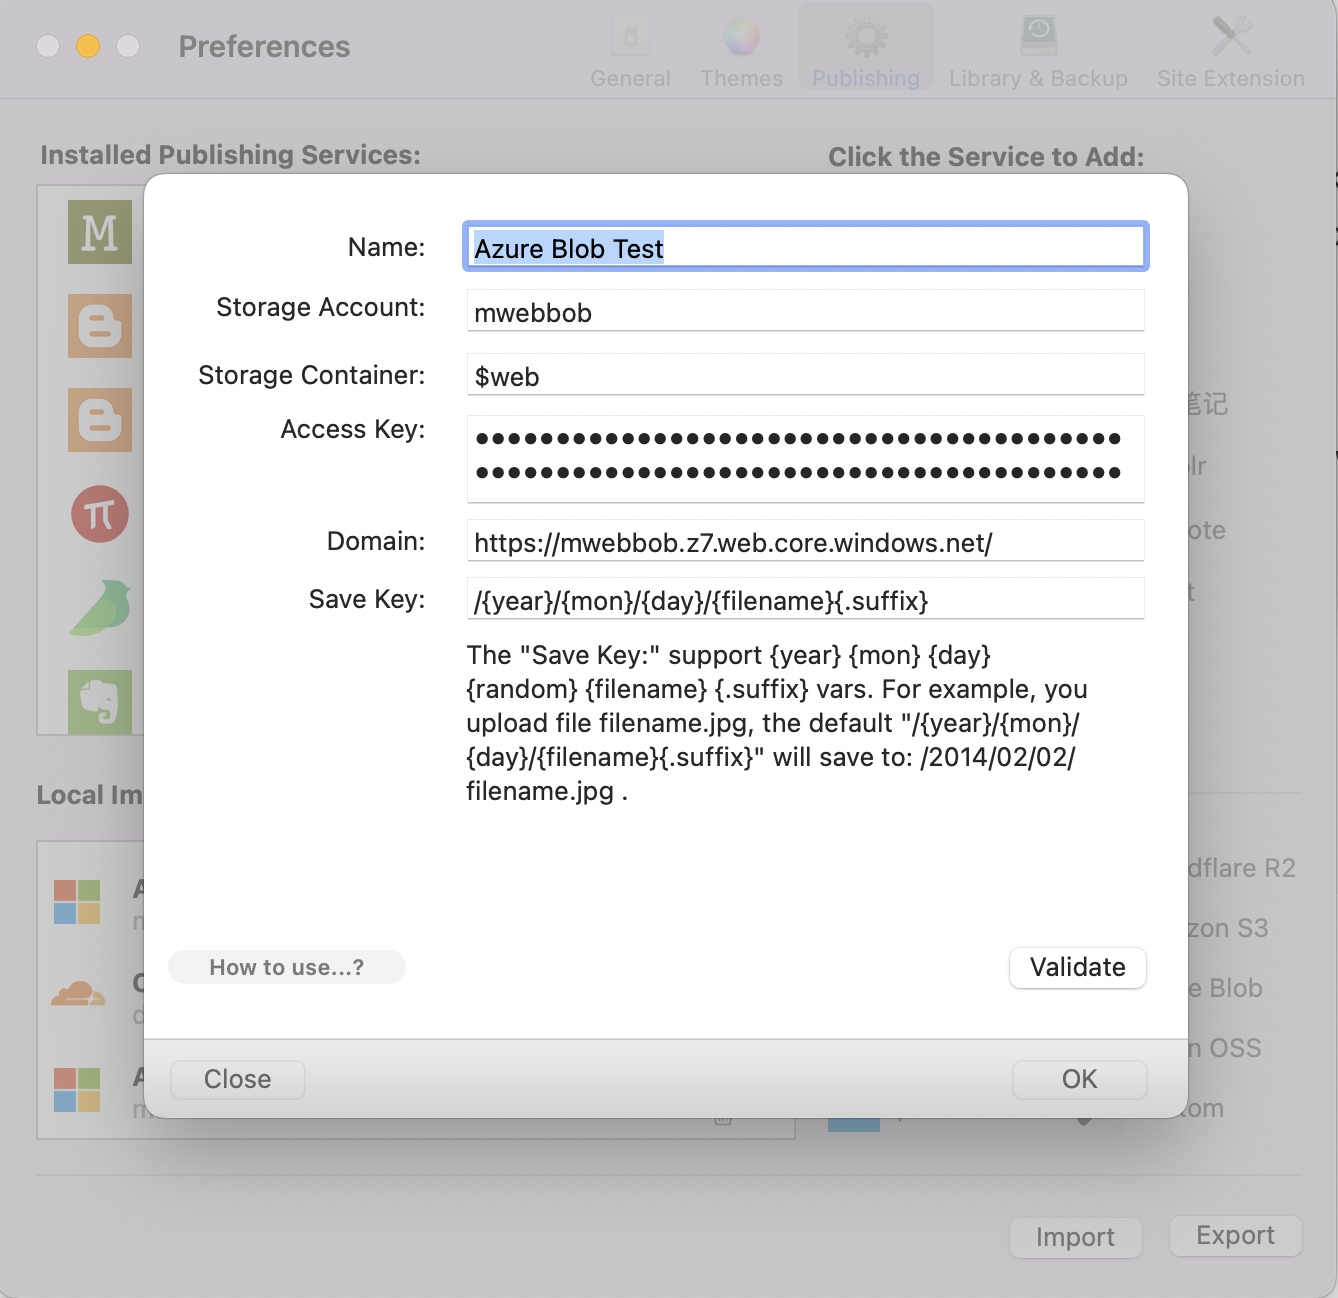 Preferences
General
Themes
Publishing
Library & Backup
Site Extension
Installed Publishing Services:
Click the Service to Add:
M
Name:
Azure Blob Test
Storage Account:
mwebbob
Storage Container:
$web
笔记
Access Key:
Domain:
https://mwebbob.z7.web.core.windows.net/
Save Key:
/{year}/{mon}/{day}/{filename}{.suffix}
The "Save Key:" support {year} {mon} {day}
{random} {filename} {.suffix} vars. For example, you
upload file filename.jpg, the default "/{year}/{mon}/
{day}/{filename}{.suffix}" will save to: /2014/02/02/
filename.jpg .
Local Im
dflare R2
zon S3
How to use...?
Validate
e Blob
n OSS
Close
OK
tom
Import
Export